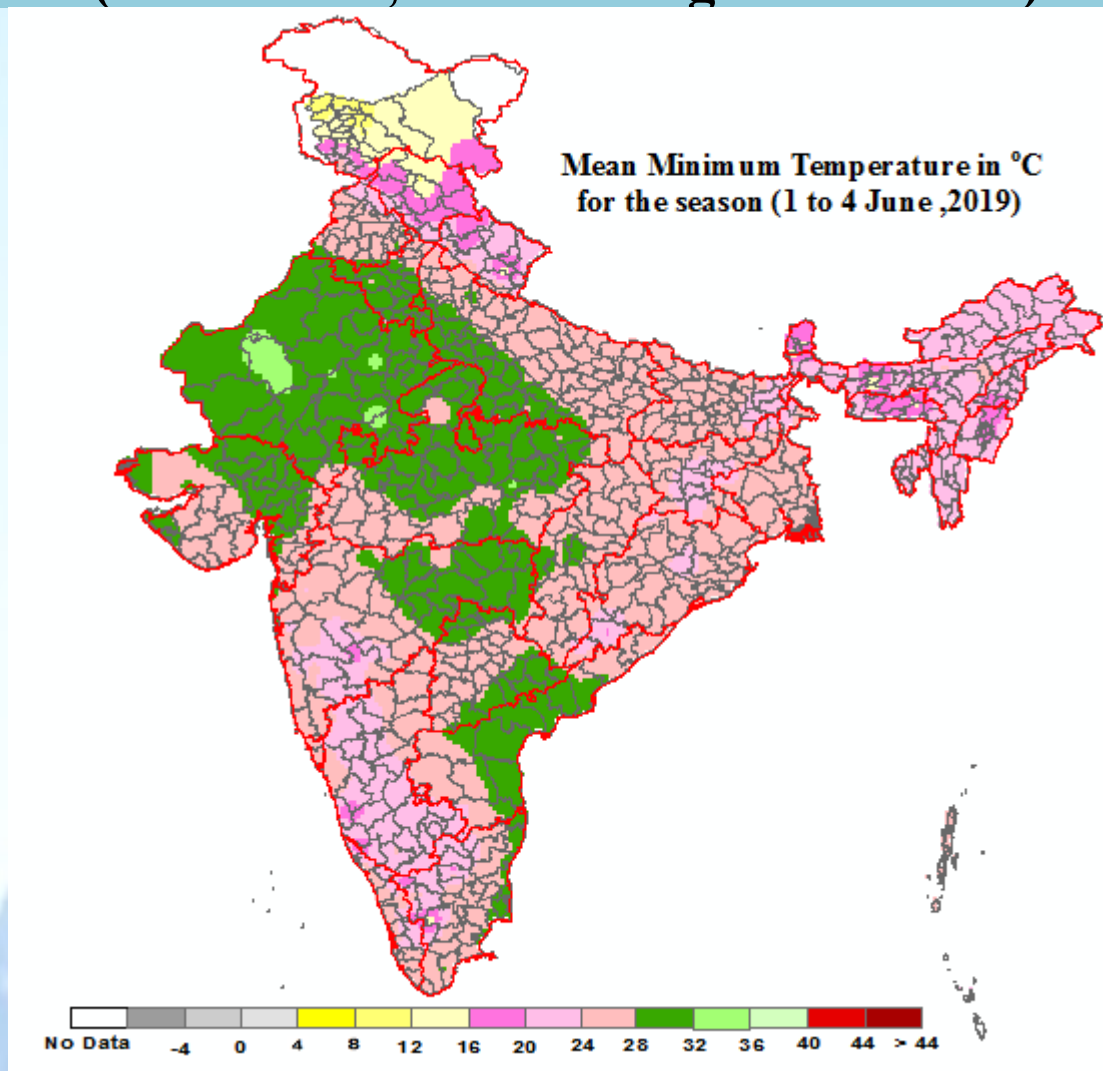 Mean Minimum Temperature in °C
for the season (1 to 4 June ,2019)
No Data -4 0 4 8 12 16 20 24 28 32 36 40 44 > 44